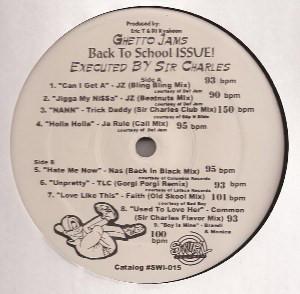 Produced by:
Eric T & DJ
Ghetto Jams
Back To School ISSUE!
Executed BY Sir Charles
Side A
1. "Can I Get A" - JZ (Bling Bling Mix) 93 bpm
courtesy of Def Jam
2. "Jigga My Ni$$a" - JZ (Beatnuts Mix) 90 bpm
courtesy of Def Jam
3. "NANN" - Trick Daddy (Sir Charles Club Mix) 150 bpm
courtesy of Slip N Slide
4. "Holla Holla" - Ja Rule (Call Mix) 95 bpm
courtesy of Def Jam
Side B
5. "Hate Me Now" - Nas (Back In Black Mix) 95 bpm
courtesy of Columbia Records
6. "Unpretty" - TLC (Gorgi Porgi Remix) 93
courtesy of Laface Records
7. "Love Like This" - Faith (Old Skool Mix) 101 bpm
courtesy of Bad Boy
8. "Used To Love Her" - Common
(Sir Charles Flavor Mix) 93
9. "Boy Is Mine" - Brandi & Monica
100 bpm
Catalog #SWI-015